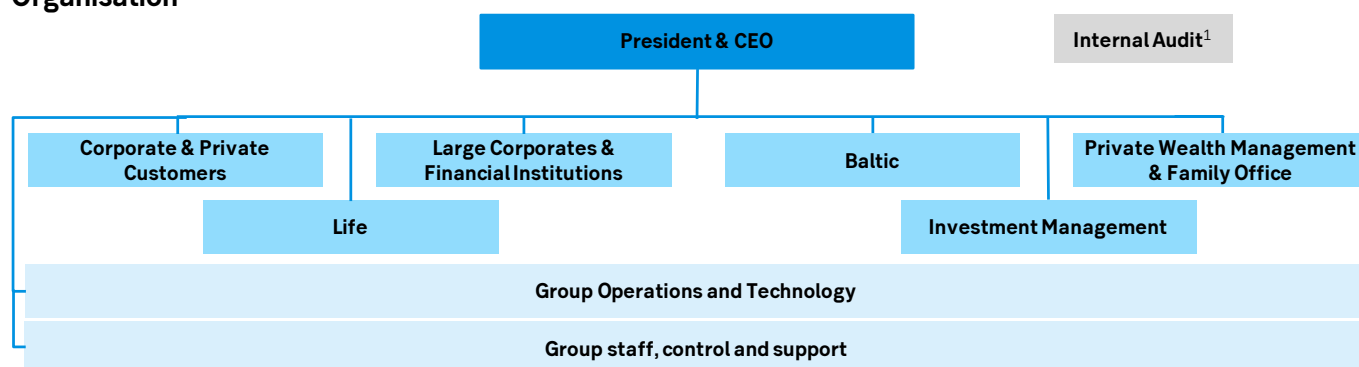 Organisation
President & CEO
Internal Audit¹
Corporate & Private
Customers
Large Corporates &
Financial Institutions
Baltic
Private Wealth Management
& Family Office
Life
Investment Management
Group Operations and Technology
Group staff, control and support